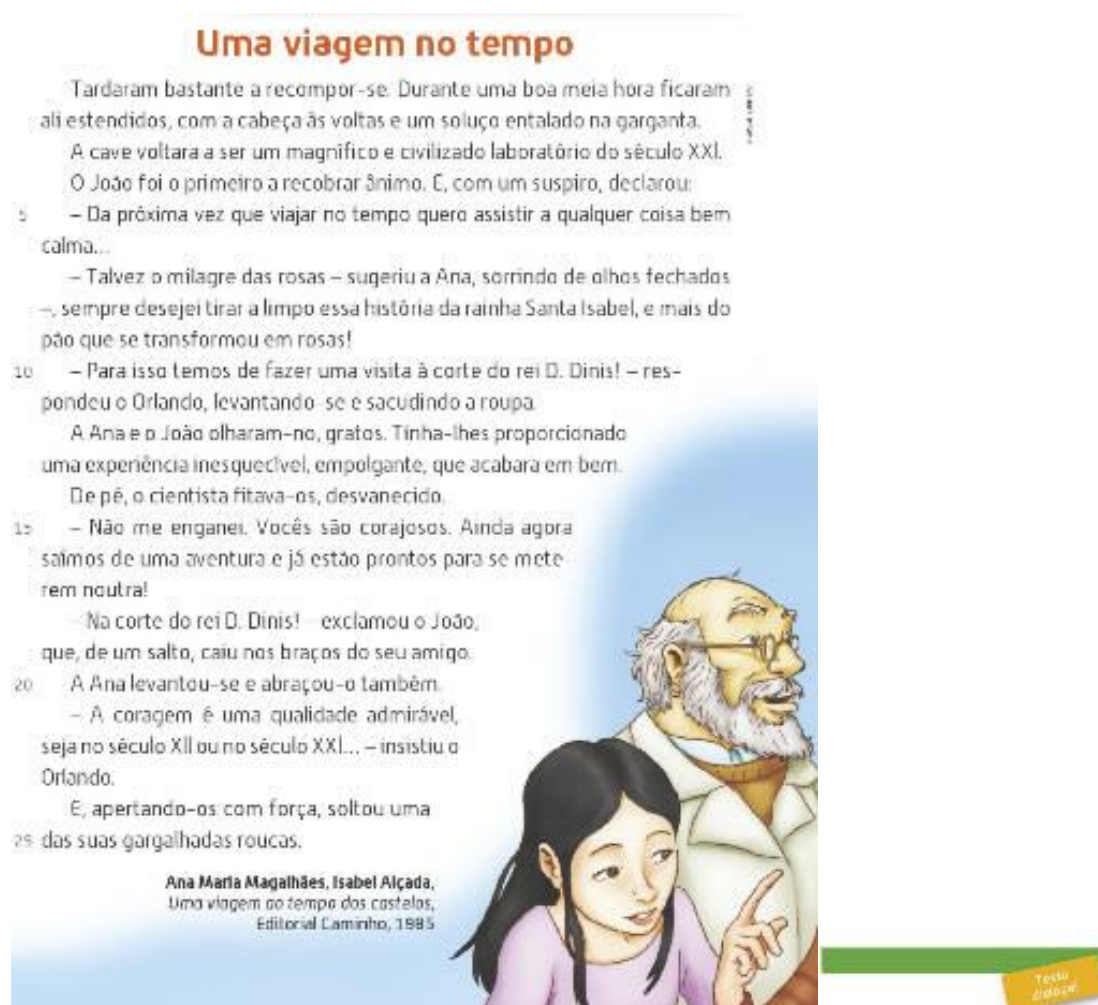 Uma viagem no tempo
Tardaram bastante a recompor-se. Durante uma boa meia hora ficaram
ali estendidos, com a cabeça às voltas e um soluço entalado na garganta.
A cave voltara a ser um magnífico e civilizado laboratório do século XXI.
O João foi o primeiro a recobrar ânimo. E, com um suspiro, declarou:
5 – Da próxima vez que viajar no tempo quero assistir a qualquer coisa bem
calma...
– Talvez o milagre das rosas – sugeriu a Ana, sorrindo de olhos fechados
–, sempre desejei tirar a limpo essa história da rainha Santa Isabel, e mais do
pão que se transformou em rosas!
10 – Para isso temos de fazer uma visita à corte do rei D. Dinis! – res-
pondeu o Orlando, levantando-se e sacudindo a roupa.
A Ana e o João olharam-no, gratos. Tinha-lhes proporcionado
uma experiência inesquecível, empolgante, que acabara em bem.
De pé, o cientista fitava-os, desvanecido.
15 – Não me enganei. Vocês são corajosos. Ainda agora
saímos de uma aventura e já estão prontos para se mete-
rem noutra!
– Na corte do rei D. Dinis! – exclamou o João,
que, de um salto, caiu nos braços do seu amigo.
20 A Ana levantou-se e abraçou-o também.
– A coragem é uma qualidade admirável,
seja no século XII ou no século XXI... – insistiu o
Orlando.
E, apertando-os com força, soltou uma
25 das suas gargalhadas roucas.
Ana Maria Magalhães, Isabel Alçada,
Uma viagem ao tempo dos castelos,
Editorial Caminho, 1985
Texto